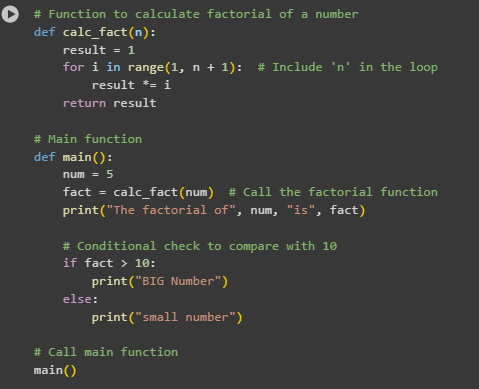 # Function to calculate factorial of a number
def calc_fact(n):
    result = 1
    for i in range(1, n + 1):  # Include 'n' in the loop
        result *= i
    return result

# Main function
def main():
    num = 5
    fact = calc_fact(num)  # Call the factorial function
    print("The factorial of", num, "is", fact)

    # Conditional check to compare with 10
    if fact > 10:
        print("BIG Number")
    else:
        print("small number")

# Call main function
main()